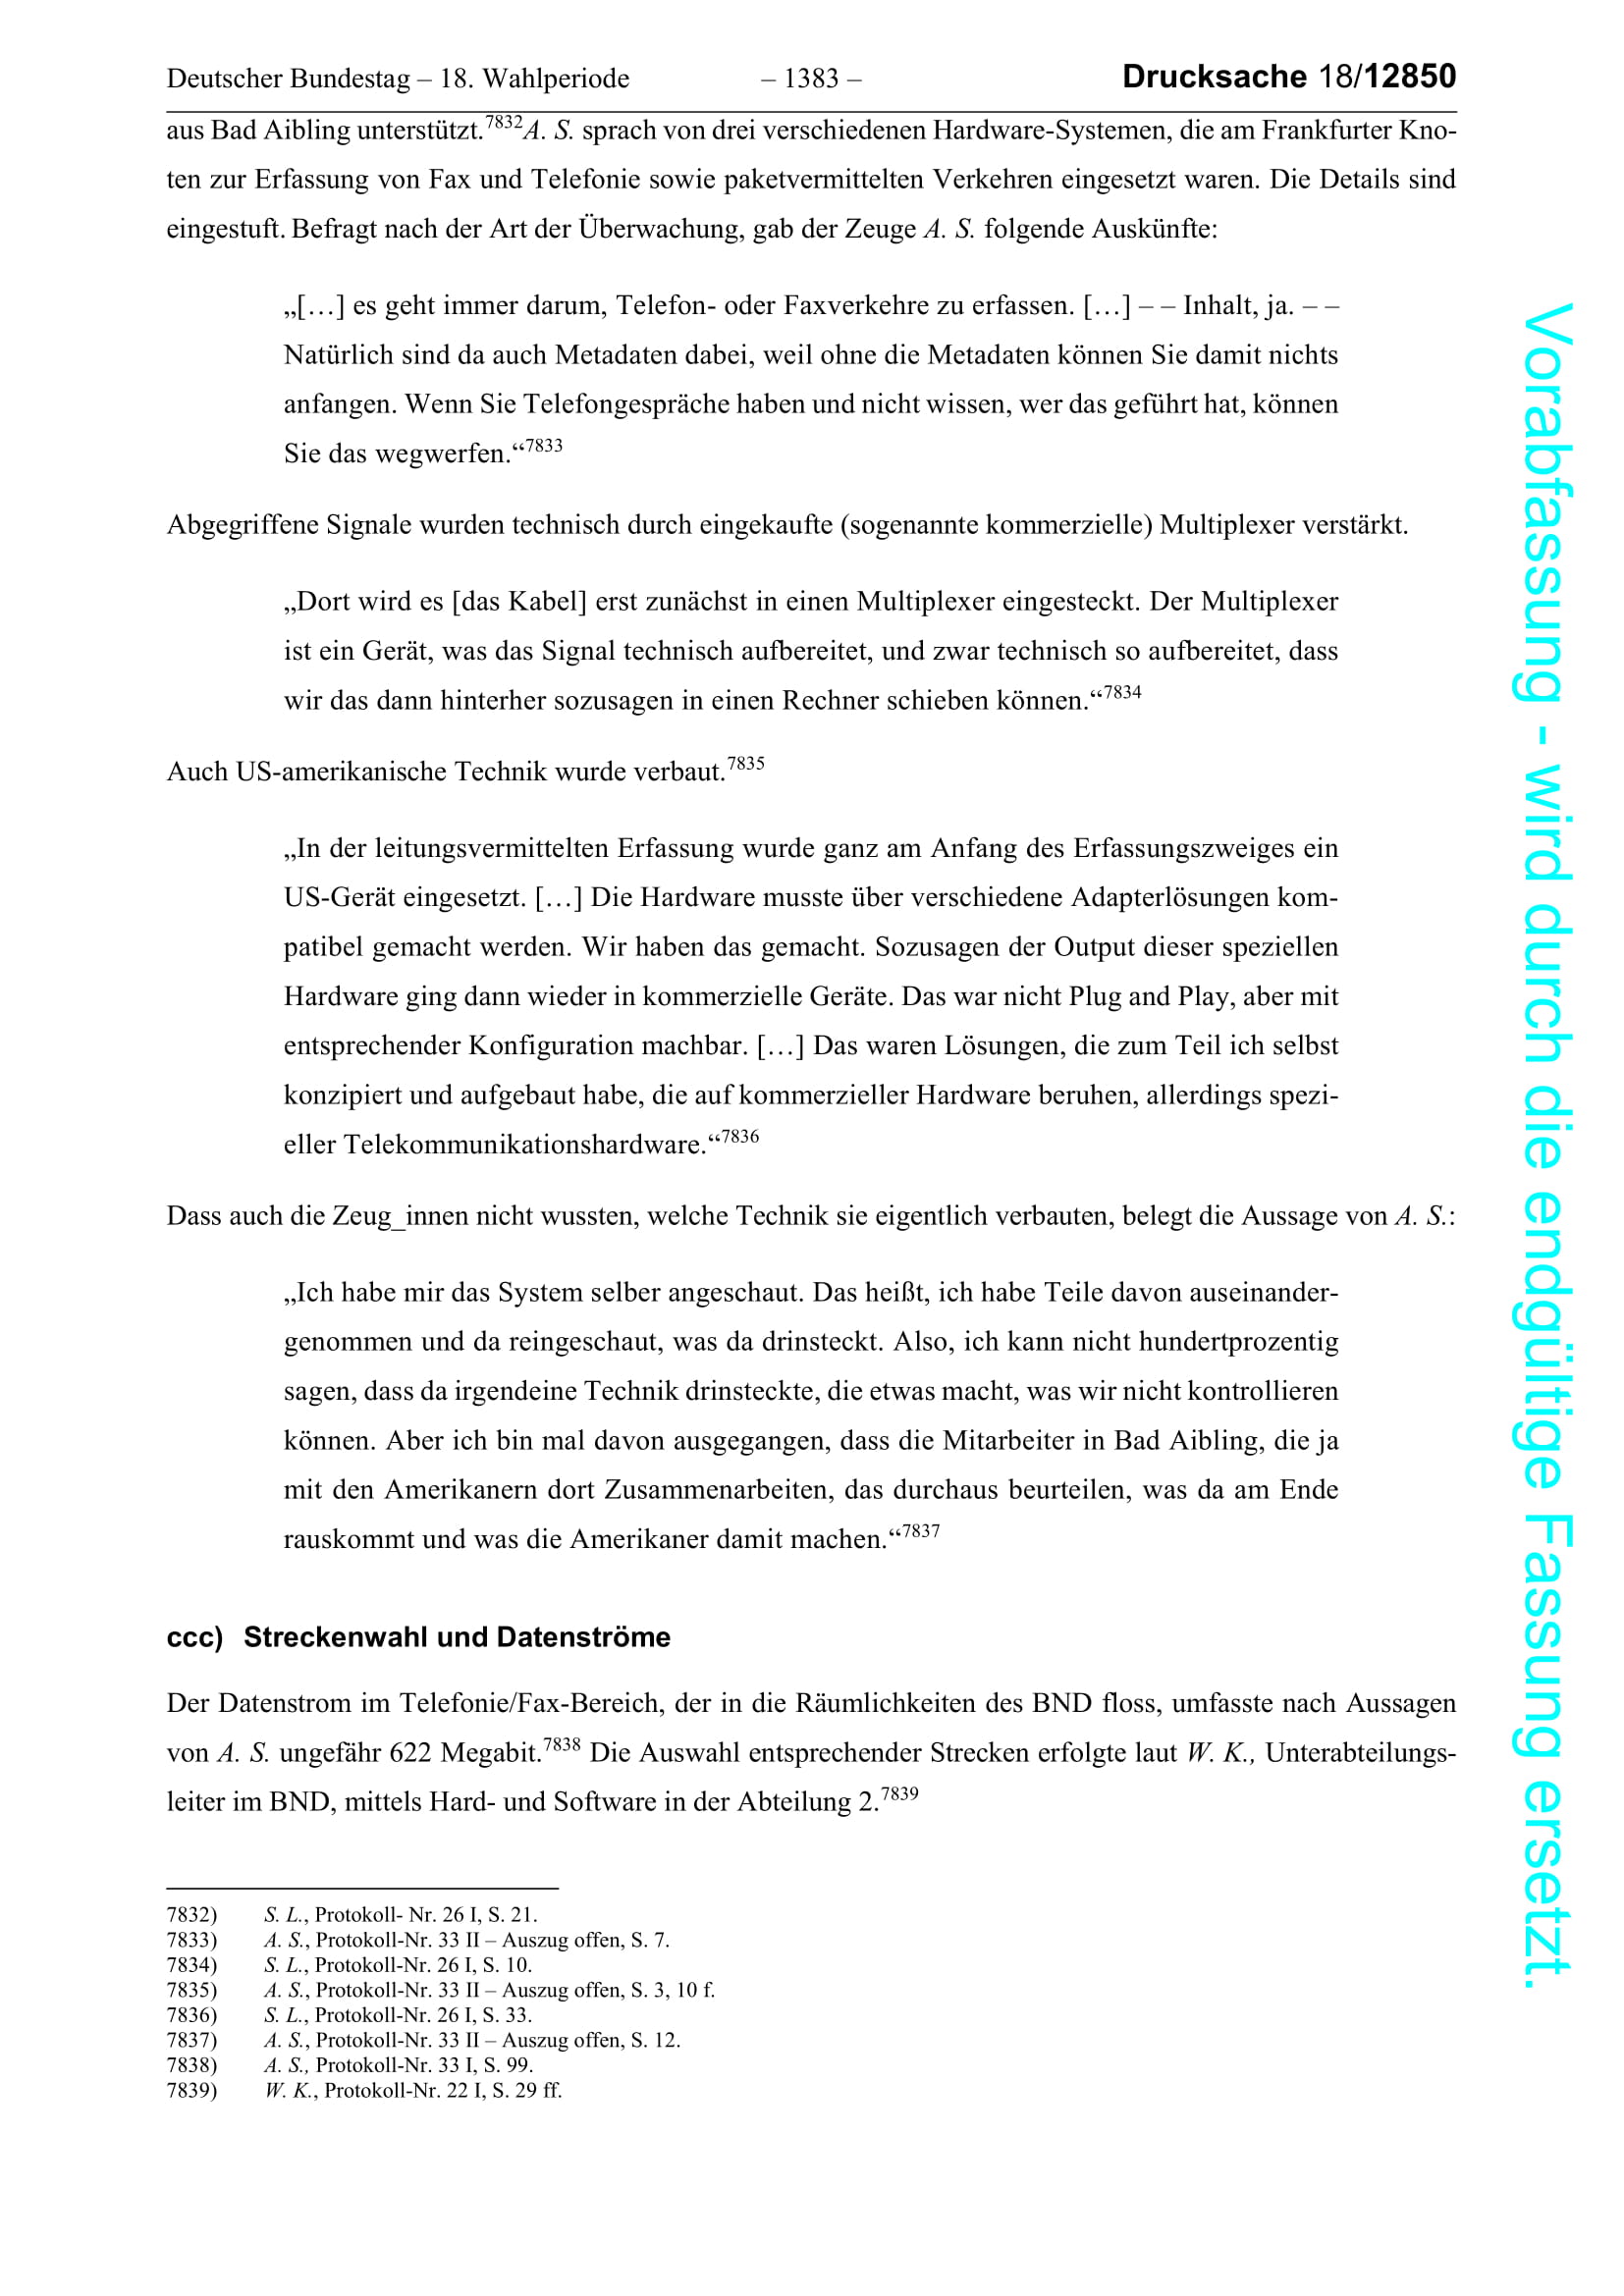 Deutscher Bundestag – 18. Wahlperiode – 1383 – Drucksache 18/12850
aus Bad Aibling unterstützt.7832A. S. sprach von drei verschiedenen Hardware-Systemen, die am Frankfurter Kno-
ten zur Erfassung von Fax und Telefonie sowie paketvermittelten Verkehren eingesetzt waren. Die Details sind
eingestuft. Befragt nach der Art der Überwachung, gab der Zeuge A. S. folgende Auskünfte:
„[…] es geht immer darum, Telefon- oder Faxverkehre zu erfassen. […] – – Inhalt, ja. – –
Natürlich sind da auch Metadaten dabei, weil ohne die Metadaten können Sie damit nichts
anfangen. Wenn Sie Telefongespräche haben und nicht wissen, wer das geführt hat, können
Sie das wegwerfen.“7833
Abgegriffene Signale wurden technisch durch eingekaufte (sogenannte kommerzielle) Multiplexer verstärkt.
„Dort wird es [das Kabel] erst zunächst in einen Multiplexer eingesteckt. Der Multiplexer
ist ein Gerät, was das Signal technisch aufbereitet, und zwar technisch so aufbereitet, dass
wir das dann hinterher sozusagen in einen Rechner schieben können.“7834
Auch US-amerikanische Technik wurde verbaut.7835
„In der leitungsvermittelten Erfassung wurde ganz am Anfang des Erfassungszweiges ein
US-Gerät eingesetzt. […] Die Hardware musste über verschiedene Adapterlösungen kom-
patibel gemacht werden. Wir haben das gemacht. Sozusagen der Output dieser speziellen
Hardware ging dann wieder in kommerzielle Geräte. Das war nicht Plug and Play, aber mit
entsprechender Konfiguration machbar. […] Das waren Lösungen, die zum Teil ich selbst
konzipiert und aufgebaut habe, die auf kommerzieller Hardware beruhen, allerdings spezi-
eller Telekommunikationshardware.“7836
Dass auch die Zeug_innen nicht wussten, welche Technik sie eigentlich verbauten, belegt die Aussage von A. S.:
„Ich habe mir das System selber angeschaut. Das heißt, ich habe Teile davon auseinander-
genommen und da reingeschaut, was da drinsteckt. Also, ich kann nicht hundertprozentig
sagen, dass da irgendeine Technik drinsteckte, die etwas macht, was wir nicht kontrollieren
können. Aber ich bin mal davon ausgegangen, dass die Mitarbeiter in Bad Aibling, die ja
mit den Amerikanern dort Zusammenarbeiten, das durchaus beurteilen, was da am Ende
rauskommt und was die Amerikaner damit machen.“7837
ccc) Streckenwahl und Datenströme
Der Datenstrom im Telefonie/Fax-Bereich, der in die Räumlichkeiten des BND floss, umfasste nach Aussagen
von A. S. ungefähr 622 Megabit.7838 Die Auswahl entsprechender Strecken erfolgte laut W. K., Unterabteilungs-
leiter im BND, mittels Hard- und Software in der Abteilung 2.7839
7832) S. L., Protokoll- Nr. 26 I, S. 21.
7833) A. S., Protokoll-Nr. 33 II – Auszug offen, S. 7.
7834) S. L., Protokoll-Nr. 26 I, S. 10.
7835) A. S., Protokoll-Nr. 33 II – Auszug offen, S. 3, 10 f.
7836) S. L., Protokoll-Nr. 26 I, S. 33.
7837) A. S., Protokoll-Nr. 33 II – Auszug offen, S. 12.
7838) A. S., Protokoll-Nr. 33 I, S. 99.
7839) W. K., Protokoll-Nr. 22 I, S. 29 ff.
Vorabfassung - wird durch die endgültige Fassung ersetzt.